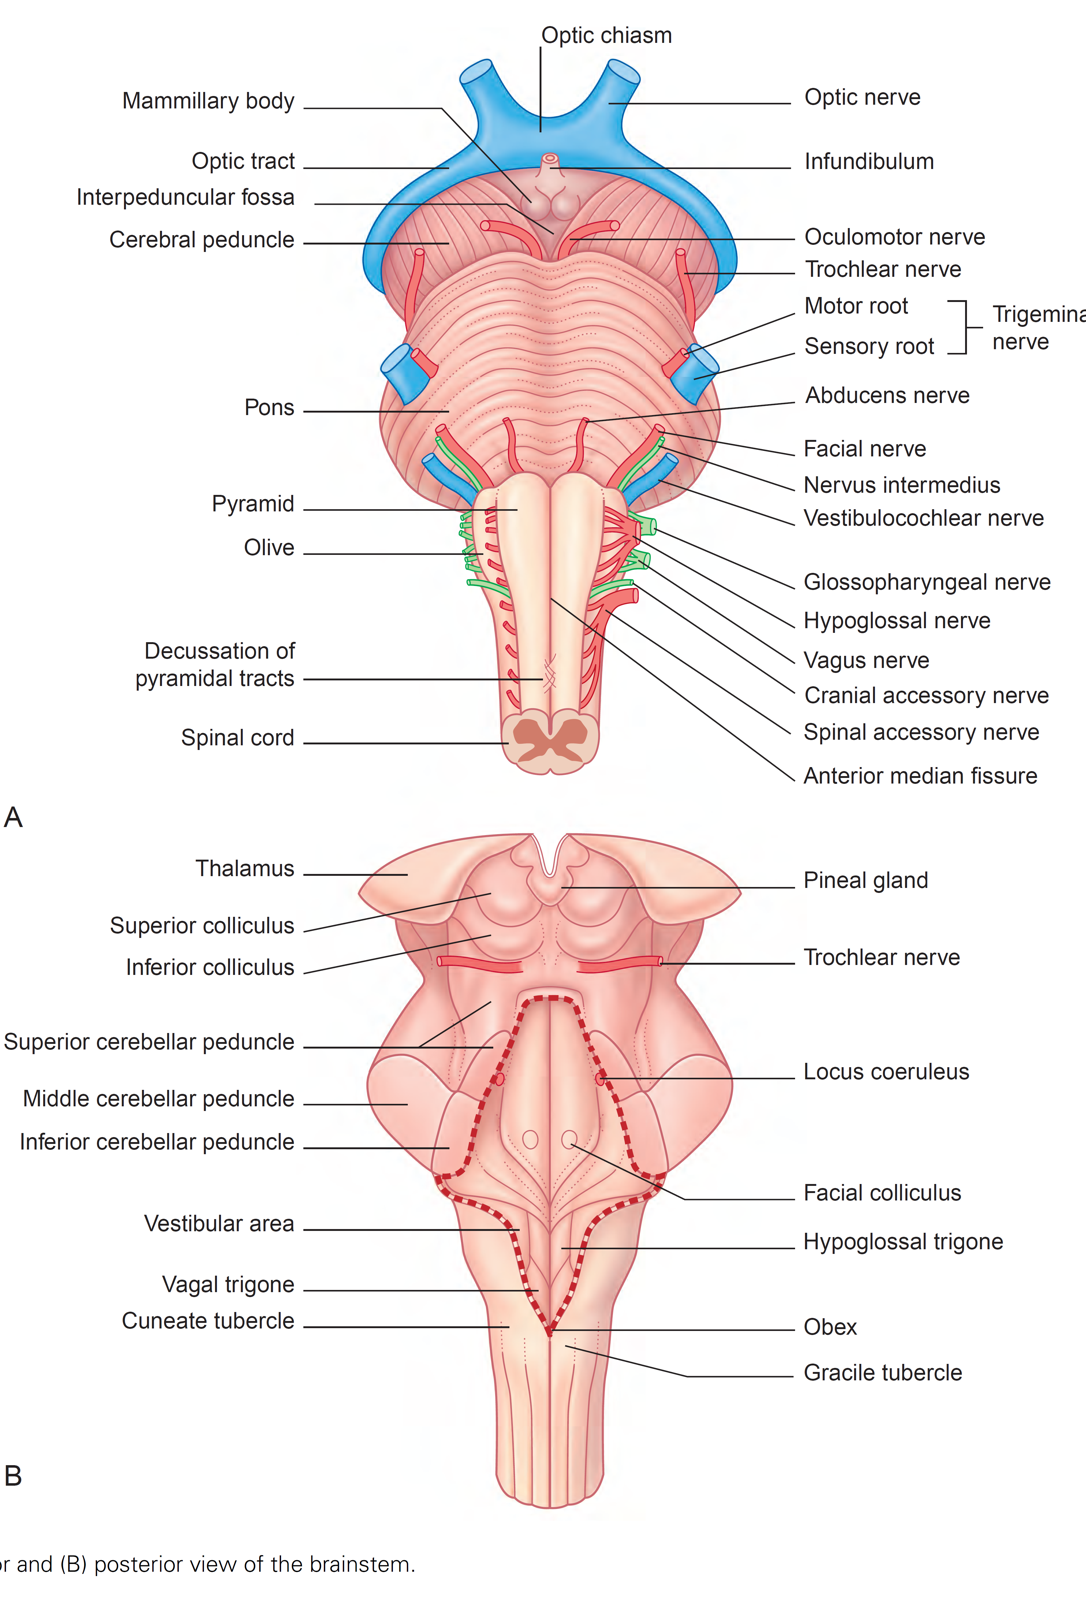 Optic chiasm
Mammillary body
Optic nerve
Optic tract
Infundibulum
Interpeduncular fossa
Cerebral peduncle
Oculomotor nerve
Trochlear nerve
Motor root
Trigemina
Sensory root
nerve
Abducens nerve
Pons
Facial nerve
Nervus intermedius
Pyramid
Vestibulocochlear nerve
Olive
Glossopharyngeal nerve
Hypoglossal nerve
Decussation of
pyramidal tracts
Vagus nerve
Cranial accessory nerve
Spinal cord
Spinal accessory nerve
Anterior median fissure
A
Thalamus
Pineal gland
Superior colliculus
Inferior colliculus
Trochlear nerve
Superior cerebellar peduncle
Locus coeruleus
Middle cerebellar peduncle
Inferior cerebellar peduncle
Facial colliculus
Vestibular area
Hypoglossal trigone
Vagal trigone
Cuneate tubercle
Obex
Gracile tubercle
B
or and (B) posterior view of the brainstem.